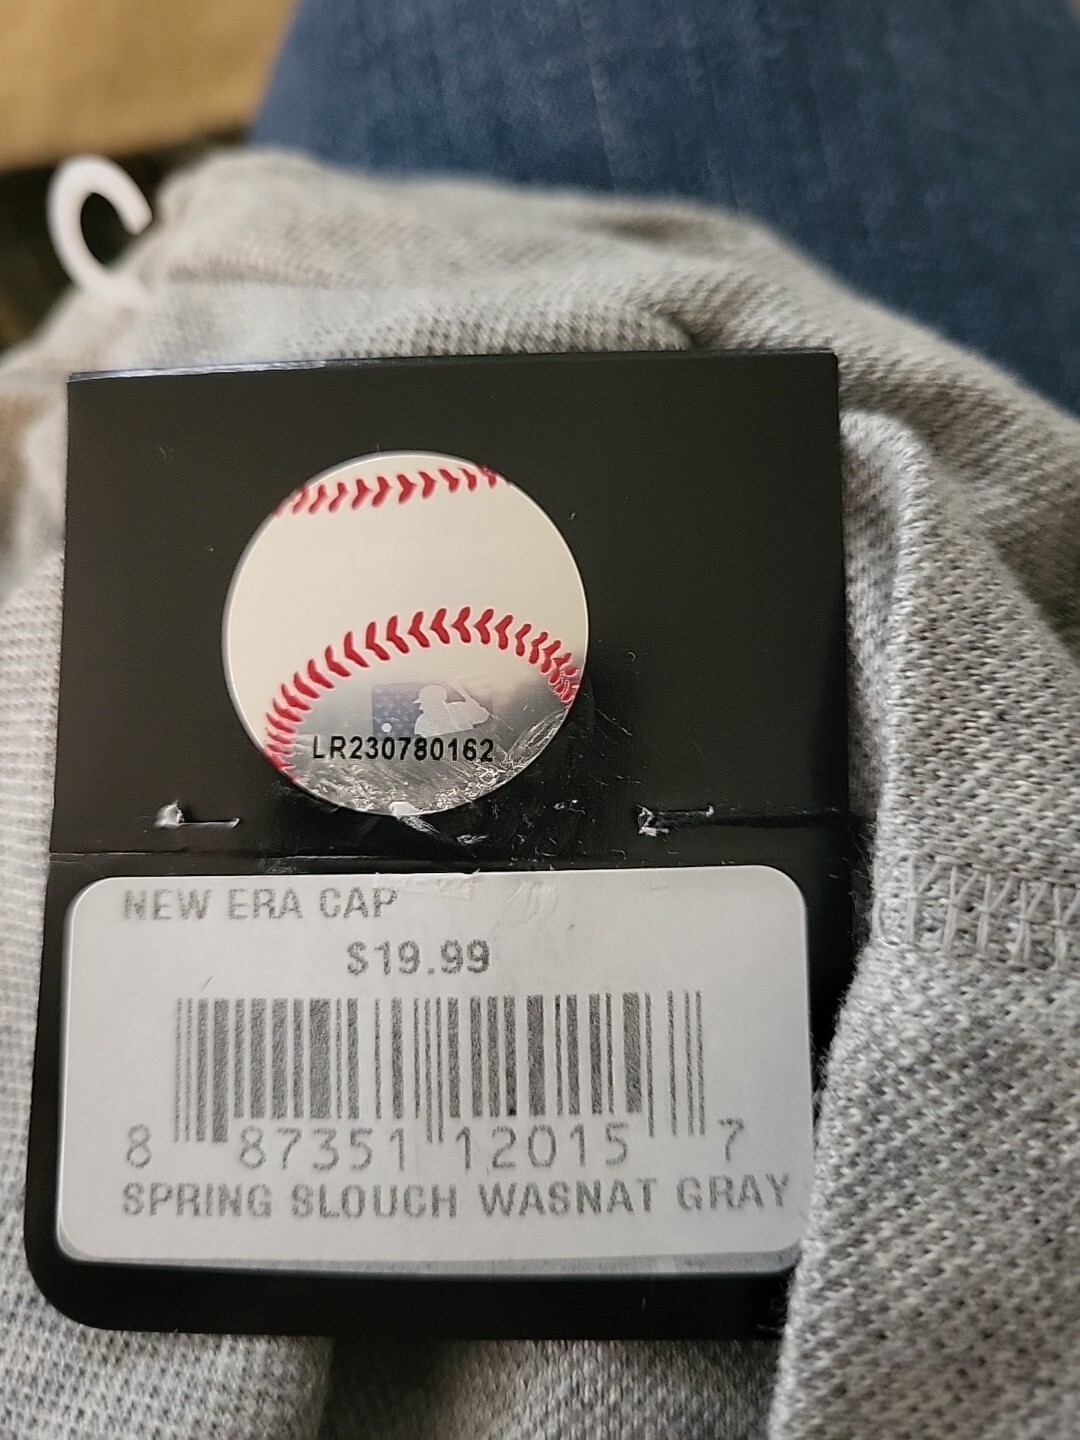 LR230780162
NEW ERA CAP
$19.99
8 87351 12015 7
SPRING SLOUCH WASNAT GRAY